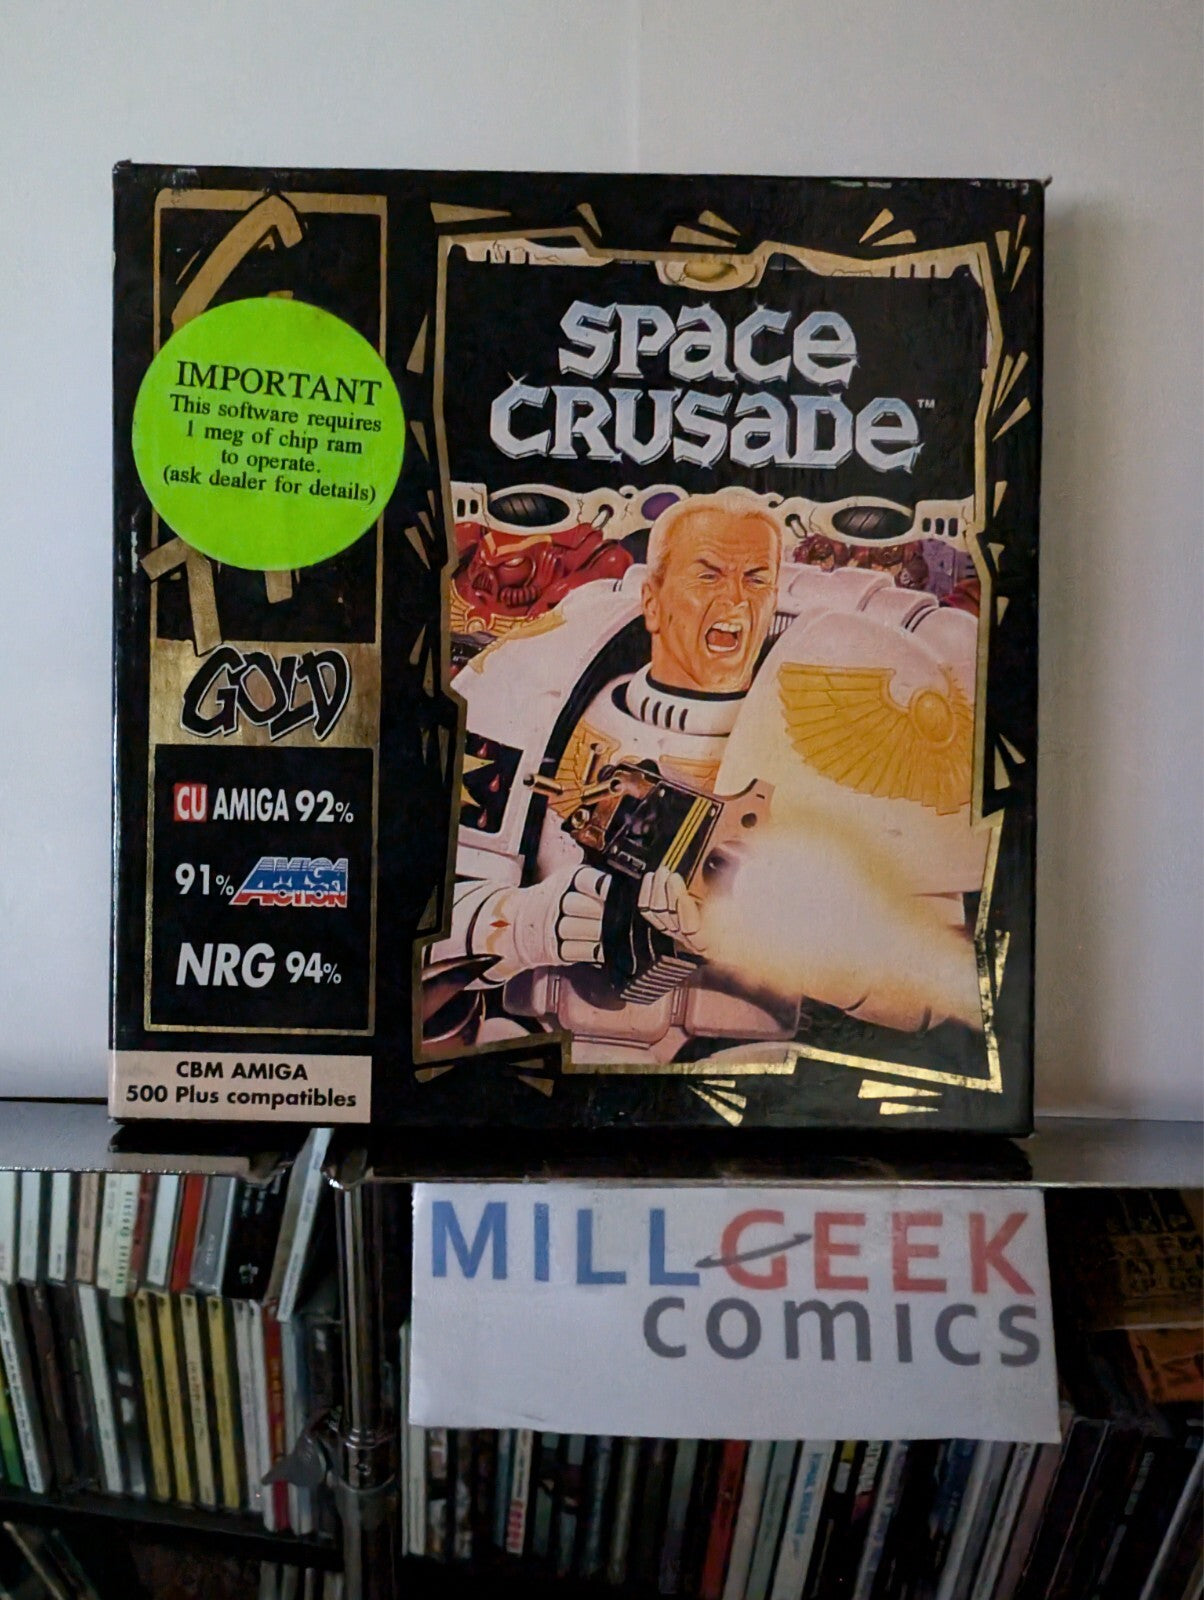 IMPORTANT
This software requires
1 meg of chip ram
to operate.
(ask dealer for details)
GOLD
CU AMIGA 92%
91% AMIGA ACTION
NRG 94%
CBM AMIGA
500 Plus compatibles
SPACE
CRUSADE™
MILLGEEK
comics